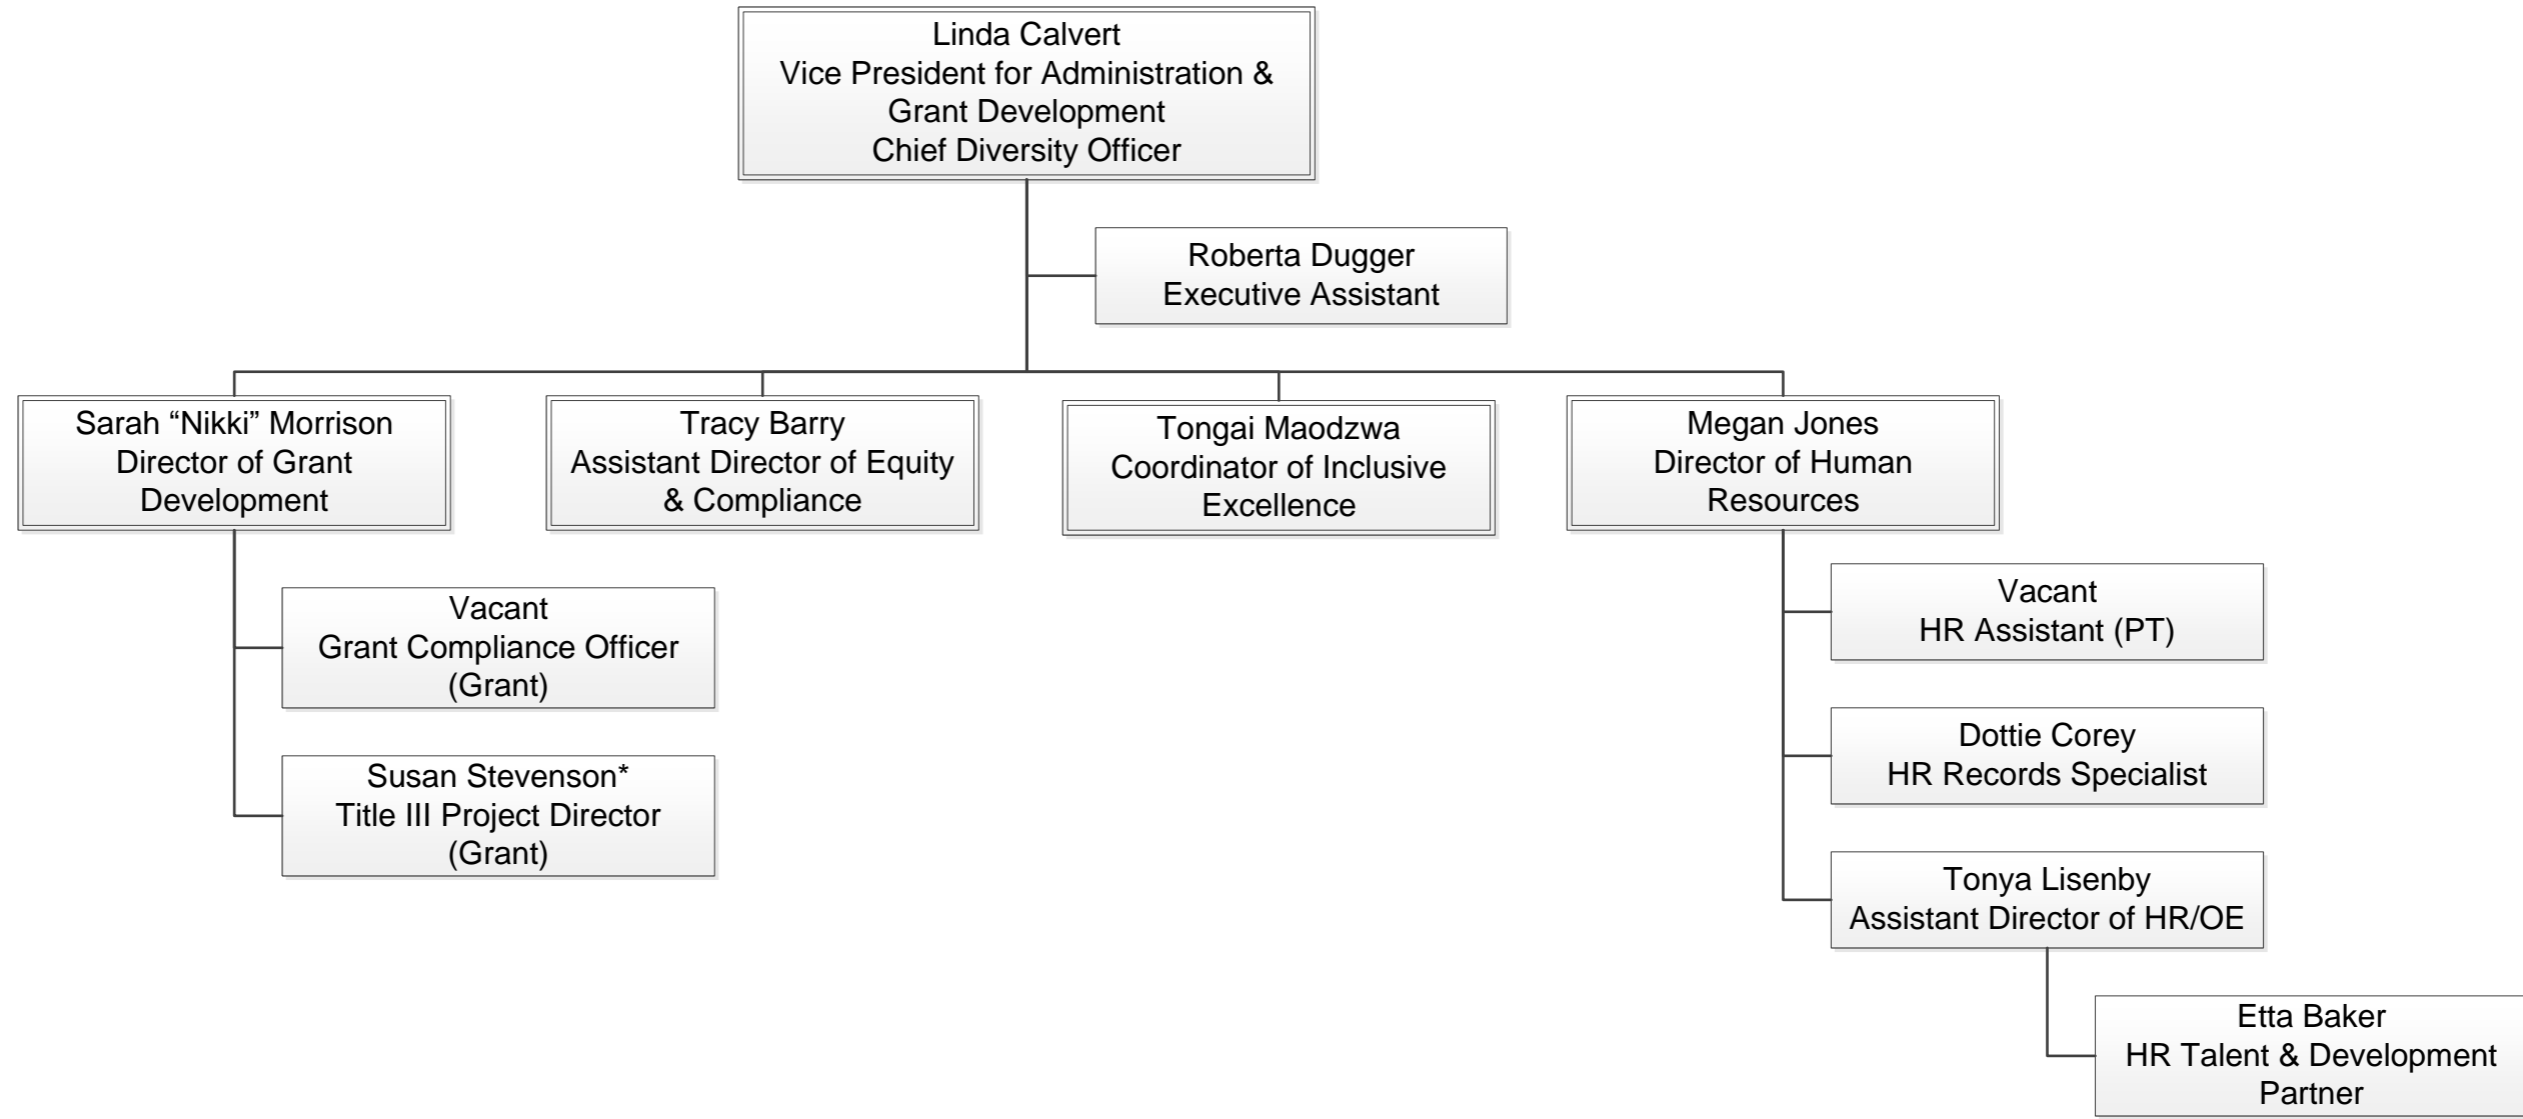 Linda Calvert
Vice President for Administration &
Grant Development
Chief Diversity Officer
Roberta Dugger
Executive Assistant
Sarah “Nikki” Morrison
Director of Grant
Development
Tracy Barry
Assistant Director of Equity
& Compliance
Tongai Maodzwa
Coordinator of Inclusive
Excellence
Megan Jones
Director of Human
Resources
Vacant
Grant Compliance Officer
(Grant)
Susan Stevenson*
Title III Project Director
(Grant)
Vacant
HR Assistant (PT)
Dottie Corey
HR Records Specialist
Tonya Lisenby
Assistant Director of HR/OE
Etta Baker
HR Talent & Development
Partner